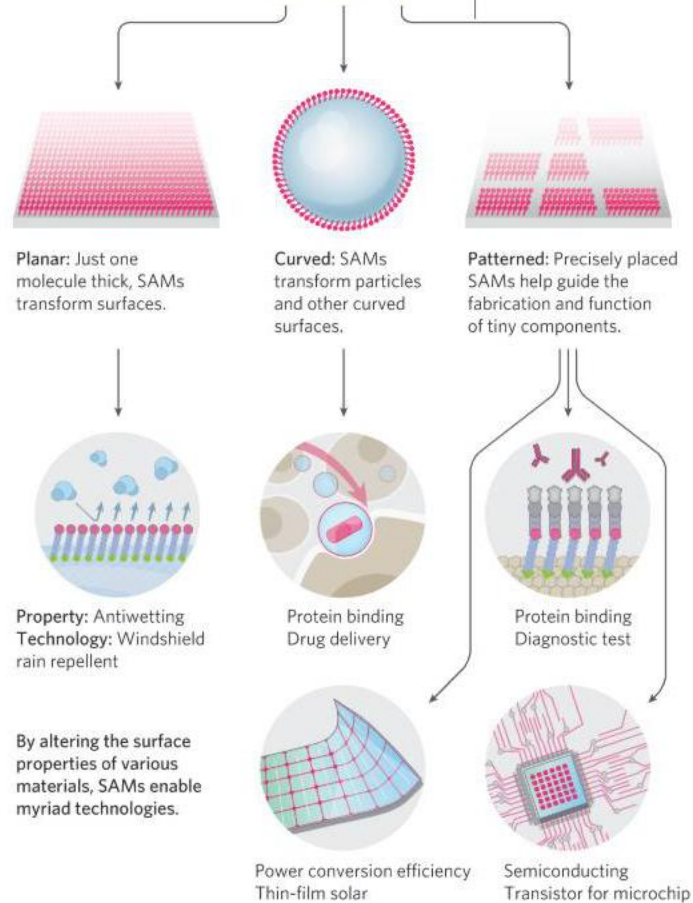 Planar: Just one
molecule thick, SAMs
transform surfaces.
Curved: SAMs
transform particles
and other curved
surfaces.
Patterned: Precisely placed
SAMs help guide the
fabrication and function
of tiny components.
Property: Antiwetting
Technology: Windshield
rain repellent
Protein binding
Drug delivery
Protein binding
Diagnostic test
By altering the surface
properties of various
materials, SAMs enable
myriad technologies.
Power conversion efficiency
Thin-film solar
Semiconducting
Transistor for microchip